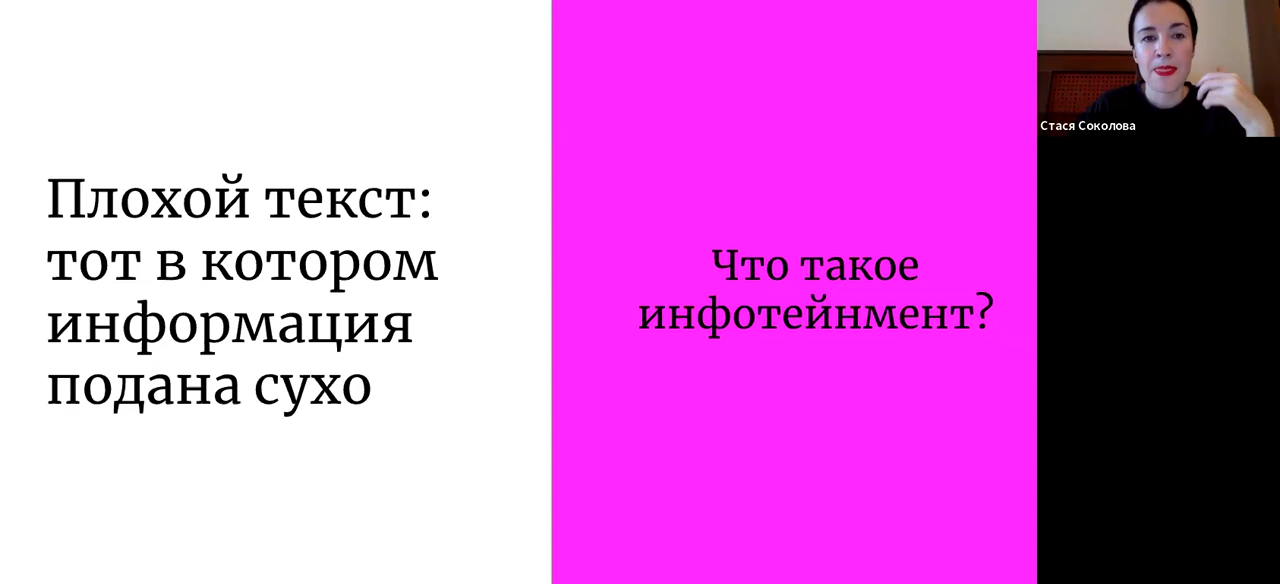 Плохой текст:
тот в котором
информация
подана сухо
Что такое
инфотейнмент?
Стася Соколова